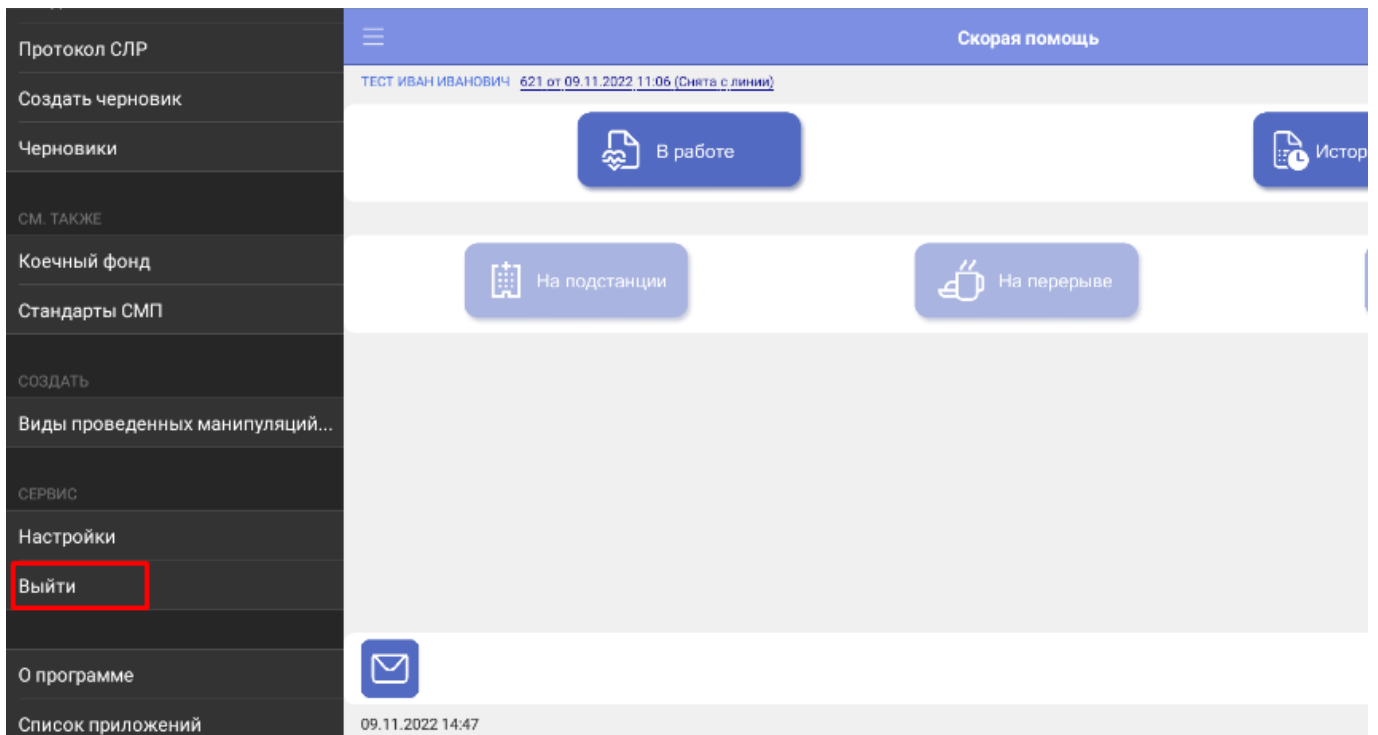 Протокол СЛР
Создать черновик
Черновики
СМ. ТАКЖЕ
Коечный фонд
Стандарты СМП
СОЗДАТЬ
Виды проведенных манипуляций...
СЕРВИС
Настройки
Выйти
О программе
Список приложений
Скорая помощь
ТЕСТ ИВАН ИВАНОВИЧ 621 от 09.11.2022 11:06 (Снята с линии)
В работе
Истор
На подстанции
На перерыве
09.11.2022 14:47